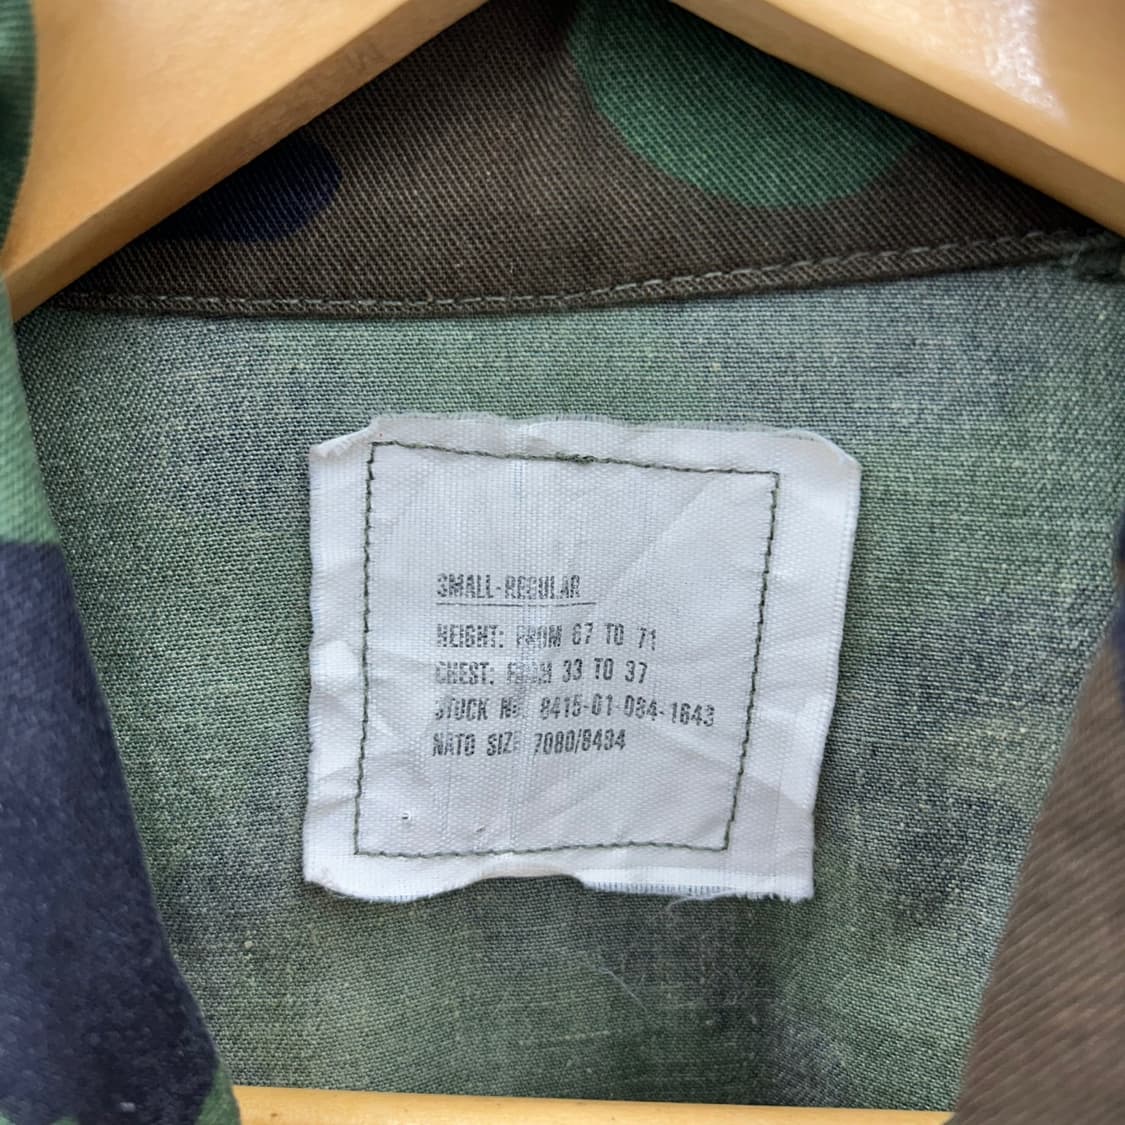 SMALL-REGULAR
HEIGHT: FROM 67 TO 71
CHEST: FROM 33 TO 37
STOCK NO. 8415-01-084-1643
NATO SIZE 7080/8494